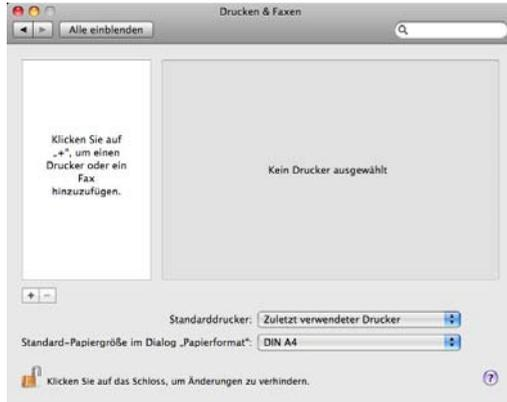 Drucken & Faxen
Alle einblenden
Klicken Sie auf
„+“, um einen
Drucker oder ein
Fax
hinzuzufügen.
Kein Drucker ausgewählt
+ −
Standarddrucker: Zuletzt verwendeter Drucker
Standard-Papiergröße im Dialog „Papierformat“: DIN A4
Klicken Sie auf das Schloss, um Änderungen zu verhindern.
?